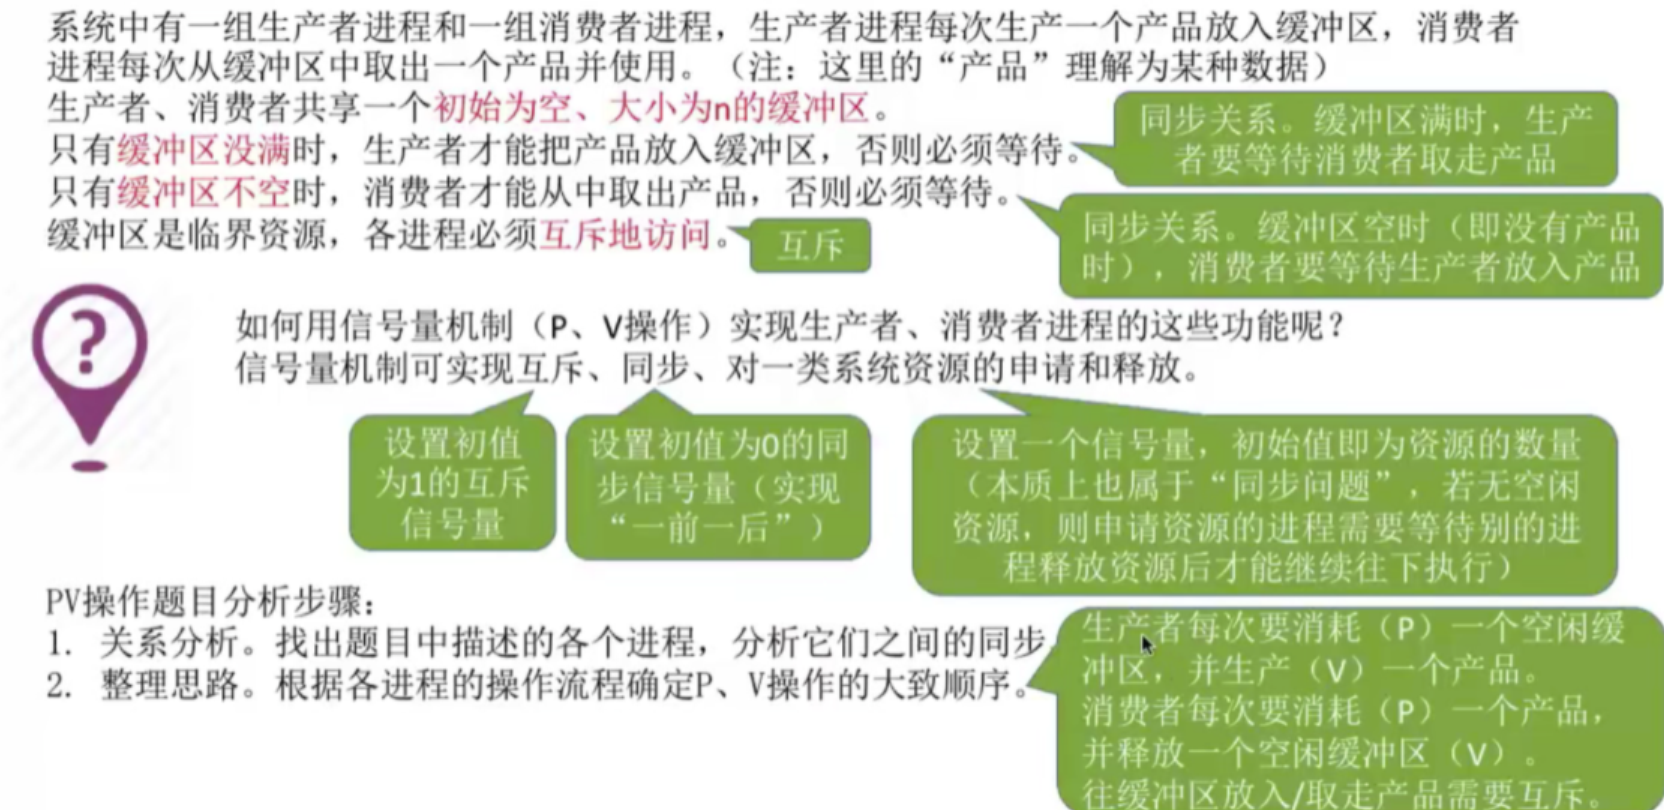 系统中有一组生产者进程和一组消费者进程，生产者进程每次生产一个产品放入缓冲区，消费者
进程每次从缓冲区中取出一个产品并使用。（注：这里的“产品”理解为某种数据）
生产者、消费者共享一个初始为空、大小为n的缓冲区。
只有缓冲区没满时，生产者才能把产品放入缓冲区，否则必须等待。
同步关系。缓冲区满时，生产
者要等待消费者取走产品
只有缓冲区不空时，消费者才能从中取出产品，否则必须等待。
同步关系。缓冲区空时（即没有产品
时），消费者要等待生产者放入产品
缓冲区是临界资源，各进程必须互斥地访问。
互斥
?
如何用信号量机制（P、V操作）实现生产者、消费者进程的这些功能呢？
信号量机制可实现互斥、同步、对一类系统资源的申请和释放。
设置初值
为1的互斥
信号量
设置初值为0的同
步信号量（实现
“一前一后”）
设置一个信号量，初始值即为资源的数量
（本质上也属于“同步问题”，若无空闲
资源，则申请资源的进程需要等待别的进
程释放资源后才能继续往下执行）
PV操作题目分析步骤：
1. 关系分析。找出题目中描述的各个进程，分析它们之间的同步
2. 整理思路。根据各进程的操作流程确定P、V操作的大致顺序。
生产者每次要消耗（P）一个空闲缓
冲区，并生产（V）一个产品。
消费者每次要消耗（P）一个产品，
并释放一个空闲缓冲区（V）。
往缓冲区放入/取走产品需要互斥。